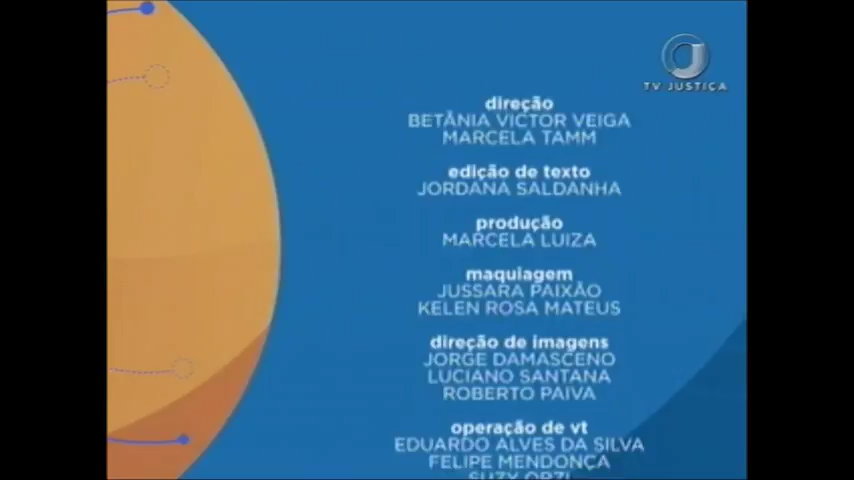 TV JUSTIÇA
direção
BETÂNIA VICTOR VEIGA
MARCELA TAMM
edição de texto
JORDANA SALDANHA
produção
MARCELA LUIZA
maquiagem
JUSSARA PAIXÃO
KELEN ROSA MATEUS
direção de imagens
JORGE DAMASCENO
LUCIANO SANTANA
ROBERTO PAIVA
operação de vt
EDUARDO ALVES DA SILVA
FELIPE MENDONÇA
SUZY